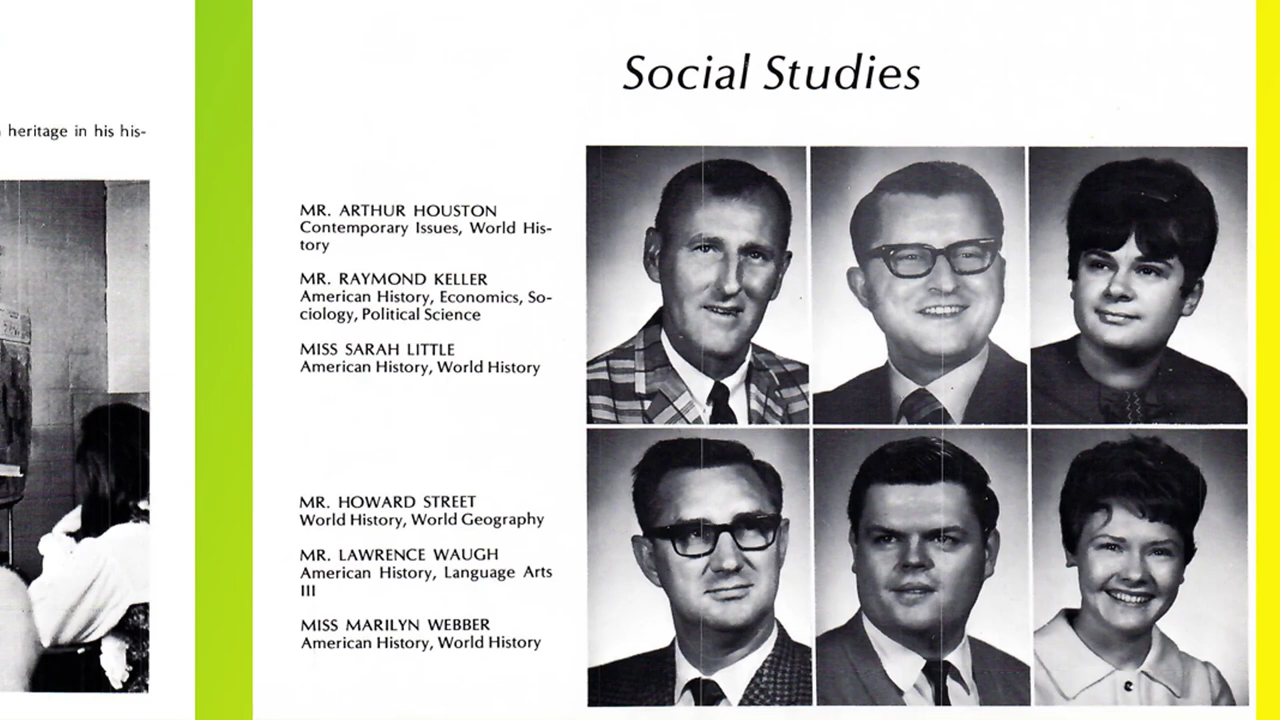 heritage in his his-
Social Studies
MR. ARTHUR HOUSTON
Contemporary Issues, World His-
tory
MR. RAYMOND KELLER
American History, Economics, So-
ciology, Political Science
MISS SARAH LITTLE
American History, World History
MR. HOWARD STREET
World History, World Geography
MR. LAWRENCE WAUGH
American History, Language Arts
III
MISS MARILYN WEBBER
American History, World History